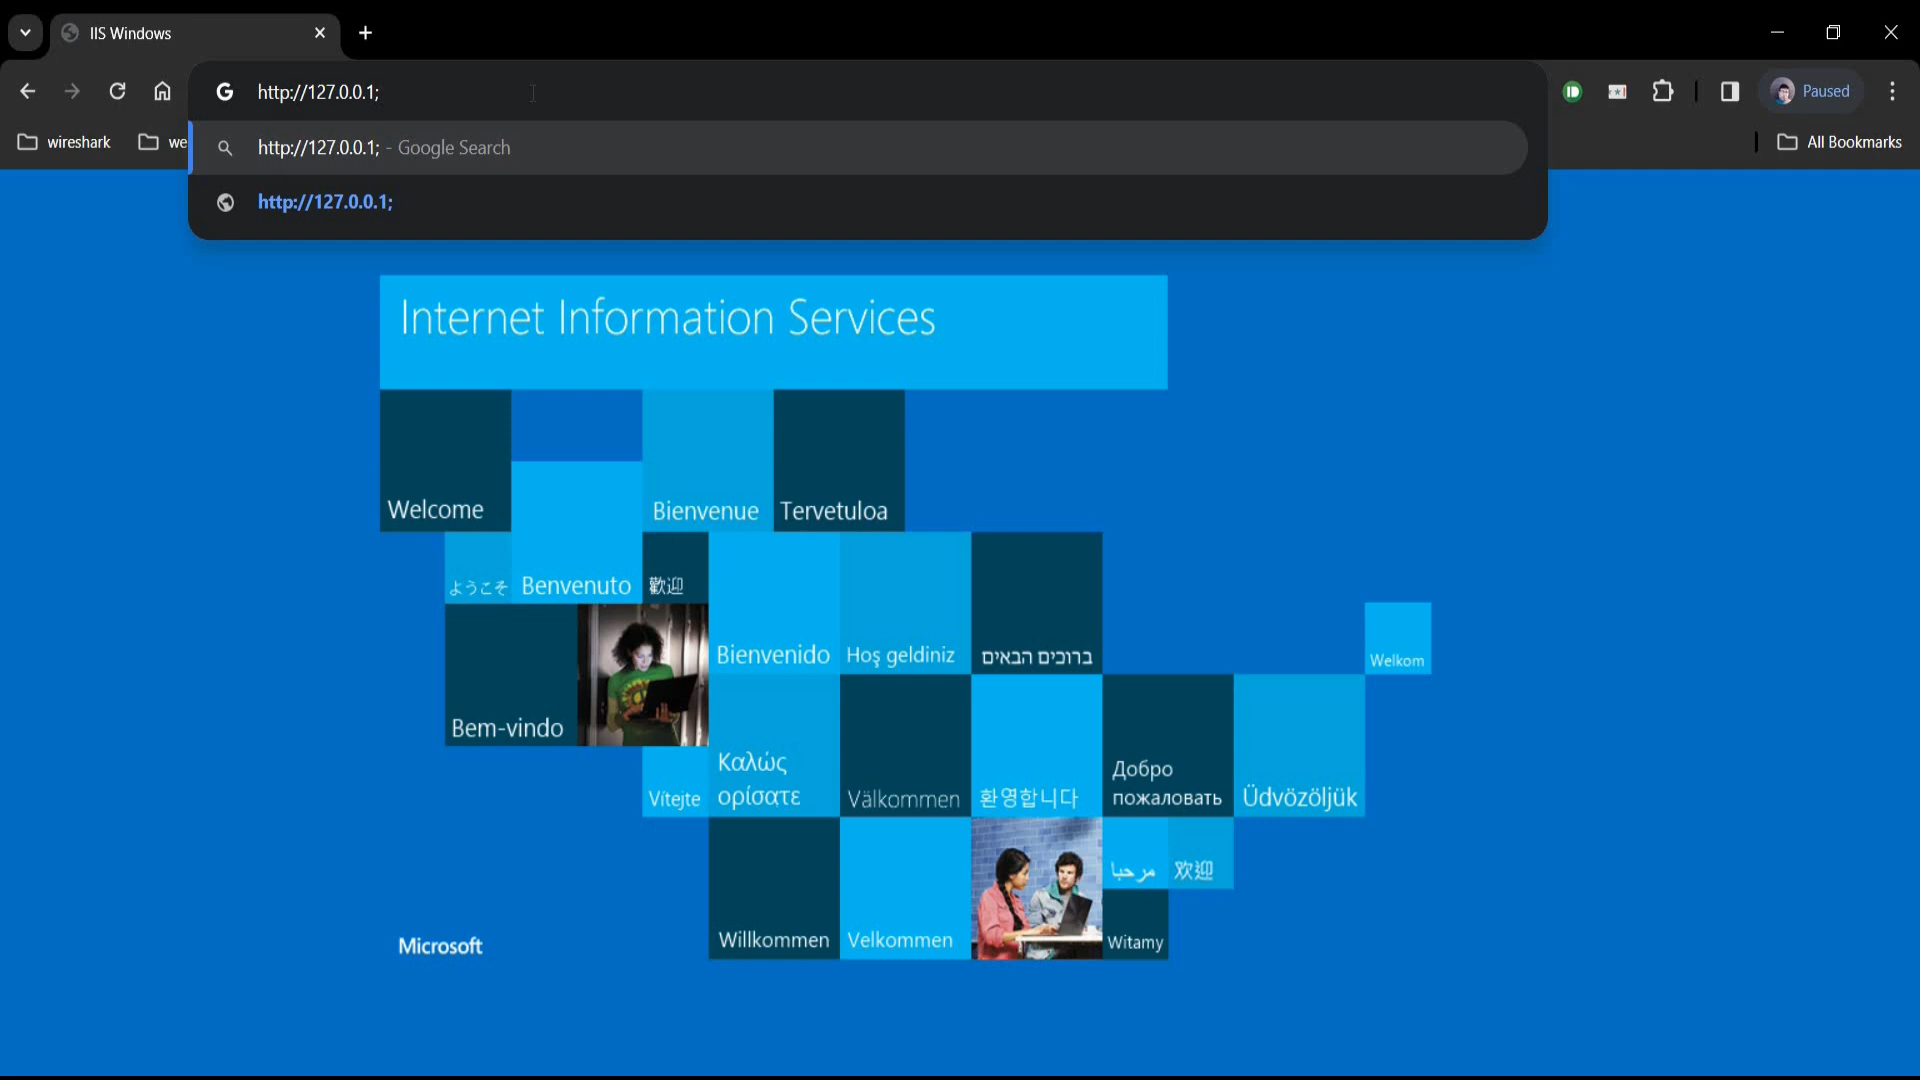 IIS Windows
http://127.0.0.1;
Paused
wireshark
we
All Bookmarks
http://127.0.0.1; - Google Search
http://127.0.0.1;
Internet Information Services
Welcome
Bienvenue
Tervetuloa
ようこそ
Benvenuto
歡迎
Bienvenido
Hoş geldiniz
ברוכים הבאים
Welkom
Bem-vindo
Vítejte
Καλώς
ορίσατε
Välkommen
환영합니다
Добро
пожаловать
Üdvözöljük
مرحبا
欢迎
Willkommen
Velkommen
Witamy
Microsoft